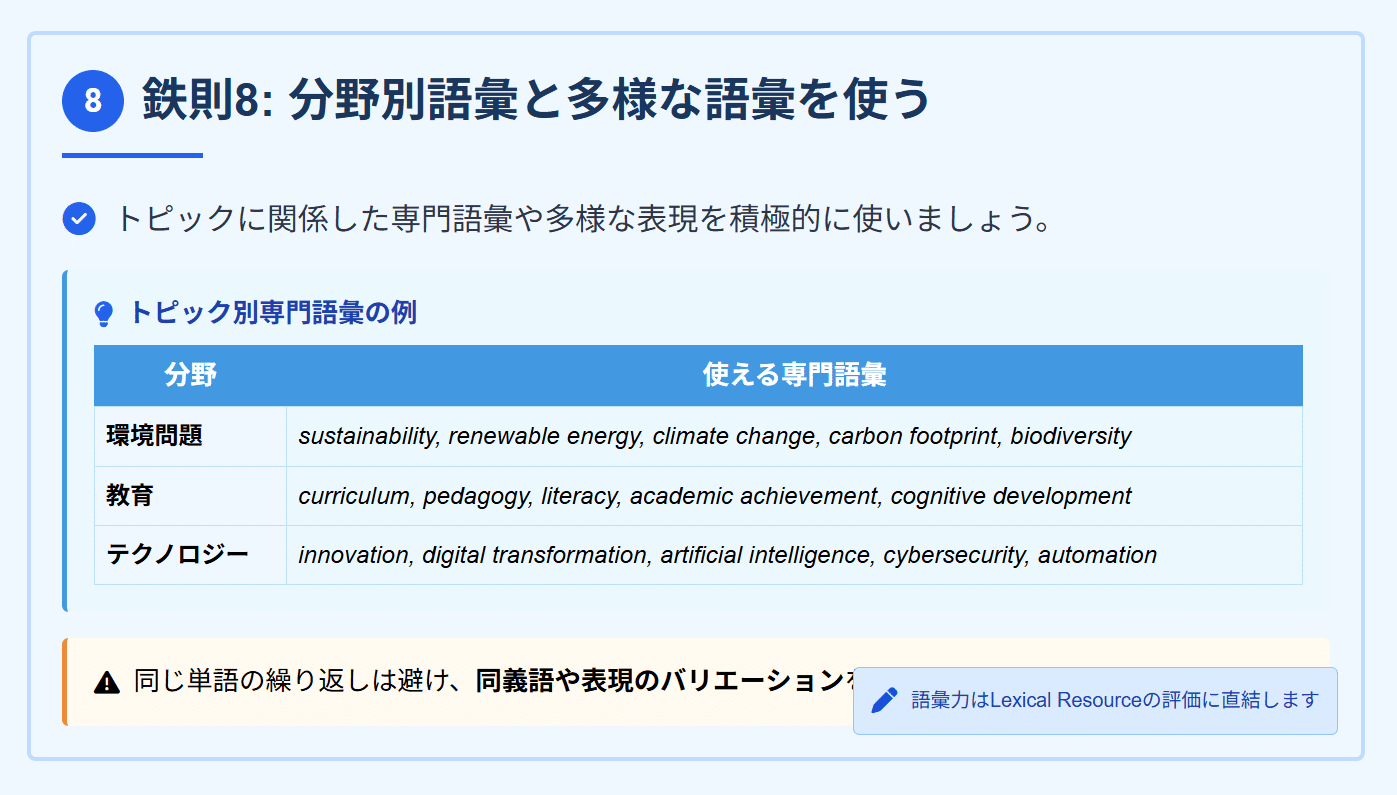 8 鉄則8: 分野別語彙と多様な語彙を使う
トピックに関係した専門語彙や多様な表現を積極的に使いましょう。
トピック別専門語彙の例
分野 使える専門語彙
環境問題 sustainability, renewable energy, climate change, carbon footprint, biodiversity
教育 curriculum, pedagogy, literacy, academic achievement, cognitive development
テクノロジー innovation, digital transformation, artificial intelligence, cybersecurity, automation
同じ単語の繰り返しは避け、同義語や表現のバリエーション
語彙力はLexical Resourceの評価に直結します